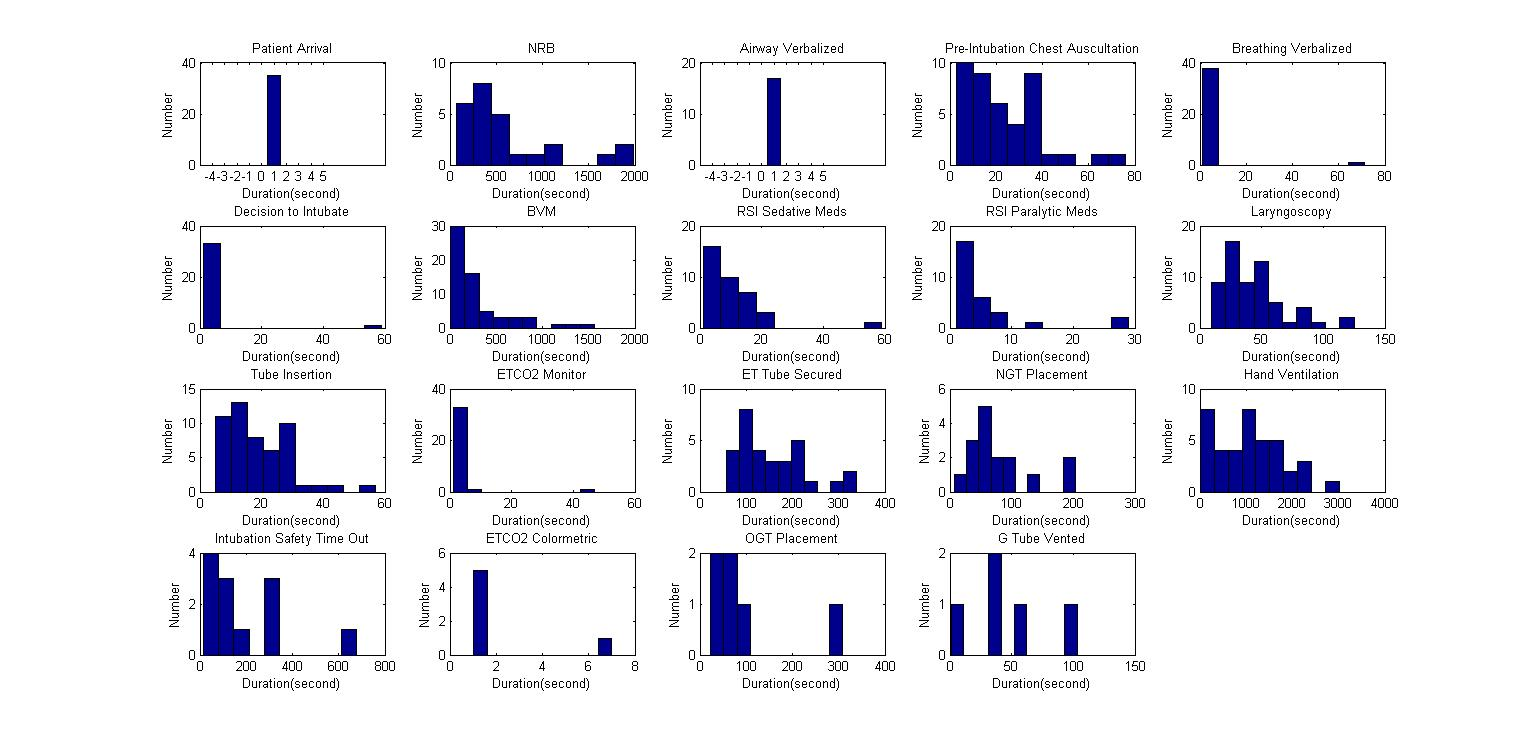 Patient Arrival
40
20
0
Number
-4 -3 -2 -1 0 1 2 3 4 5
Duration(second)
NRB
10
5
0
Number
0 500 1000 1500 2000
Duration(second)
Airway Verbalized
20
10
0
Number
-4 -3 -2 -1 0 1 2 3 4 5
Duration(second)
Pre-Intubation Chest Auscultation
10
5
0
Number
0 20 40 60 80
Duration(second)
Breathing Verbalized
40
20
0
Number
0 20 40 60 80
Duration(second)
Decision to Intubate
40
20
0
Number
0 20 40 60
Duration(second)
BVM
30
20
10
0
Number
0 500 1000 1500 2000
Duration(second)
RSI Sedative Meds
20
10
0
Number
0 20 40 60
Duration(second)
RSI Paralytic Meds
20
10
0
Number
0 10 20 30
Duration(second)
Laryngoscopy
20
10
0
Number
0 50 100 150
Duration(second)
Tube Insertion
15
10
5
0
Number
0 20 40 60
Duration(second)
ETCO2 Monitor
40
20
0
Number
0 20 40 60
Duration(second)
ET Tube Secured
10
5
0
Number
0 100 200 300 400
Duration(second)
NGT Placement
6
4
2
0
Number
0 100 200 300
Duration(second)
Hand Ventilation
10
5
0
Number
0 1000 2000 3000 4000
Duration(second)
Intubation Safety Time Out
4
2
0
Number
0 200 400 600 800
Duration(second)
ETCO2 Colormetric
6
4
2
0
Number
0 2 4 6 8
Duration(second)
OGT Placement
2
1
0
Number
0 100 200 300 400
Duration(second)
G Tube Vented
2
1
0
Number
0 50 100 150
Duration(second)